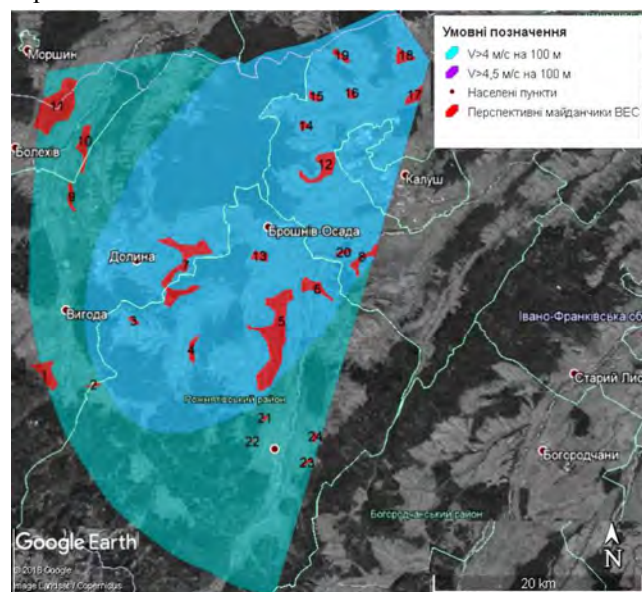 Умовні позначення
V>4 м/с на 100 м
V>4,5 м/с на 100 м
Населені пункти
Перспективні майданчики ВЕС
Моршин
19
18
11
15
16
17
10
14
Болехів
12
Калуш
9
Брошнів-Осада
20
8
Долина
7
13
6
Вигода
3
5
Івано-Франківська об
4
1
2
Старий Лис
Рожнятівський район
21
22
24
Богородчани
23
Богородчанський район
Google Earth
N
© 2018 Google
Image Landsat / Copernicus
20 km